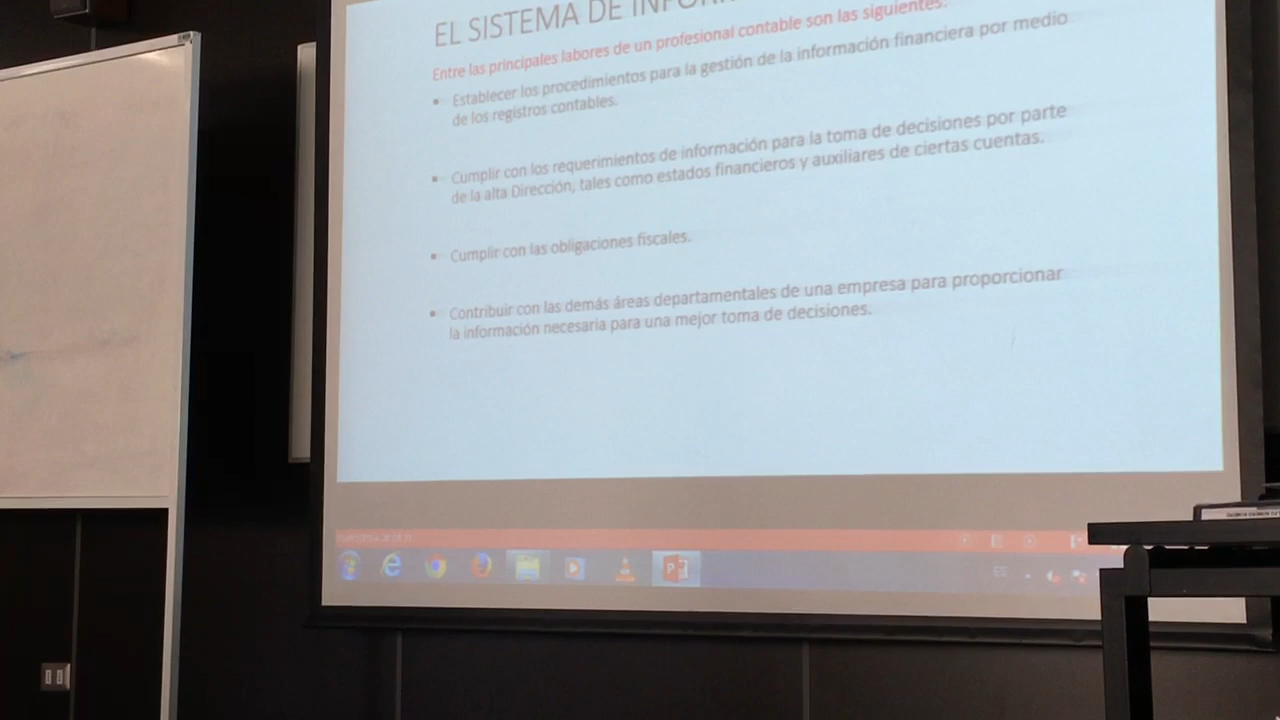 EL SISTEMA DE
Entre las principales labores de un profesional contable son las siguientes:
▪ Establecer los procedimientos para la gestión de la información financiera por medio
de los registros contables.
▪ Cumplir con los requerimientos de información para la toma de decisiones por parte
de la alta Dirección, tales como estados financieros y auxiliares de ciertas cuentas.
▪ Cumplir con las obligaciones fiscales.
▪ Contribuir con las demás áreas departamentales de una empresa para proporcionar
la información necesaria para una mejor toma de decisiones.
ES